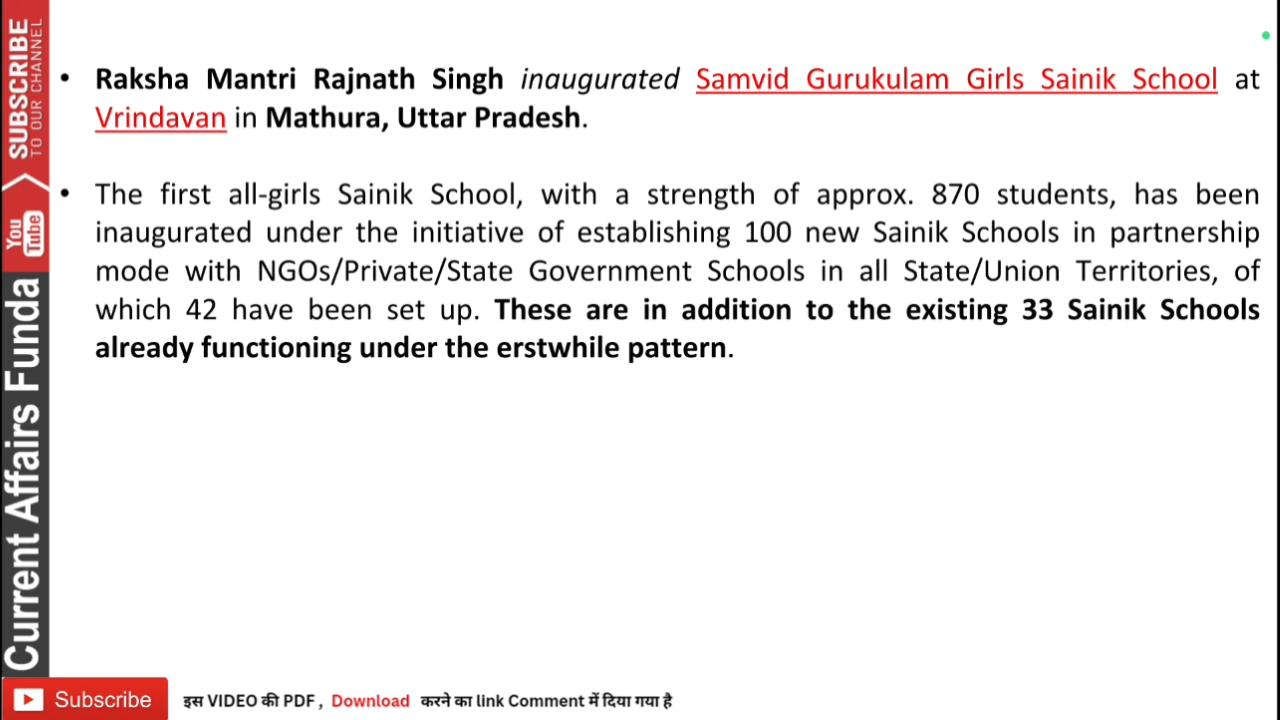 • Raksha Mantri Rajnath Singh inaugurated Samvid Gurukulam Girls Sainik School at
Vrindavan in Mathura, Uttar Pradesh.
• The first all-girls Sainik School, with a strength of approx. 870 students, has been
inaugurated under the initiative of establishing 100 new Sainik Schools in partnership
mode with NGOs/Private/State Government Schools in all State/Union Territories, of
which 42 have been set up. These are in addition to the existing 33 Sainik Schools
already functioning under the erstwhile pattern.
SUBSCRIBE
TO OUR CHANNEL
You
Tube
Current Affairs Funda
Subscribe
इस VIDEO की PDF , Download करने का link Comment में दिया गया है